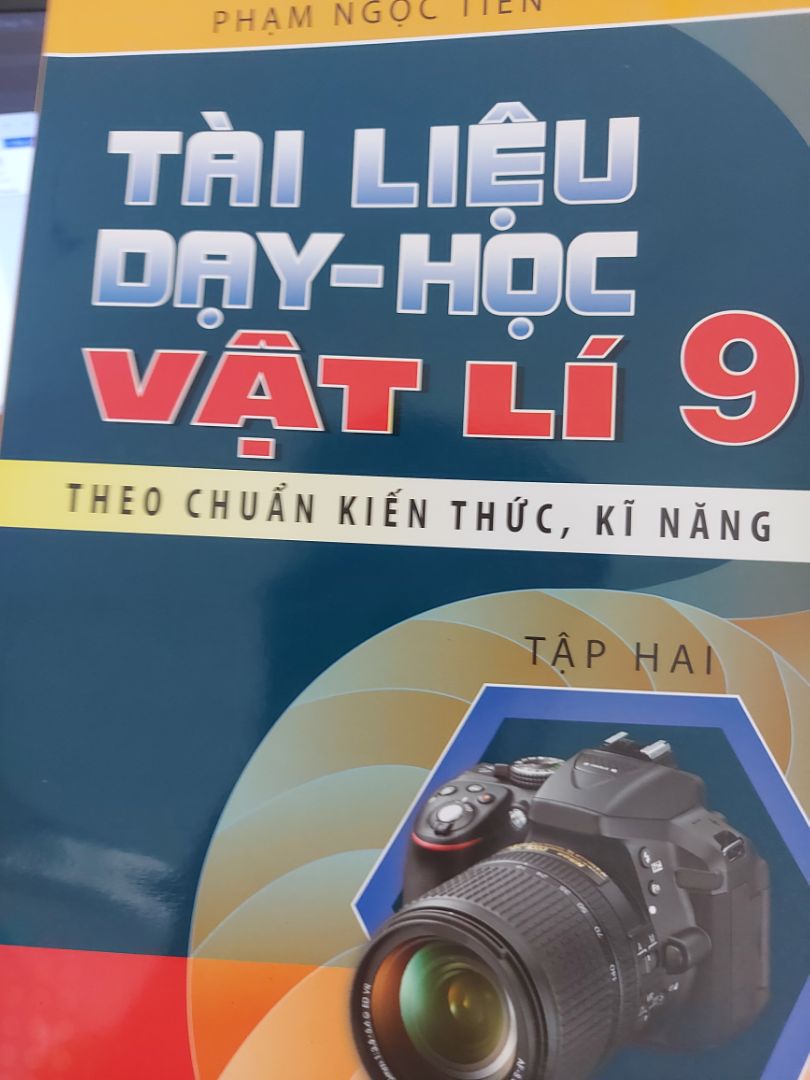 PHẠM NGỌC TIẾN
TÀI LIỆU
DẠY-HỌC
VẬT LÍ 9
THEO CHUẨN KIẾN THỨC, KĨ NĂNG
TẬP HAI